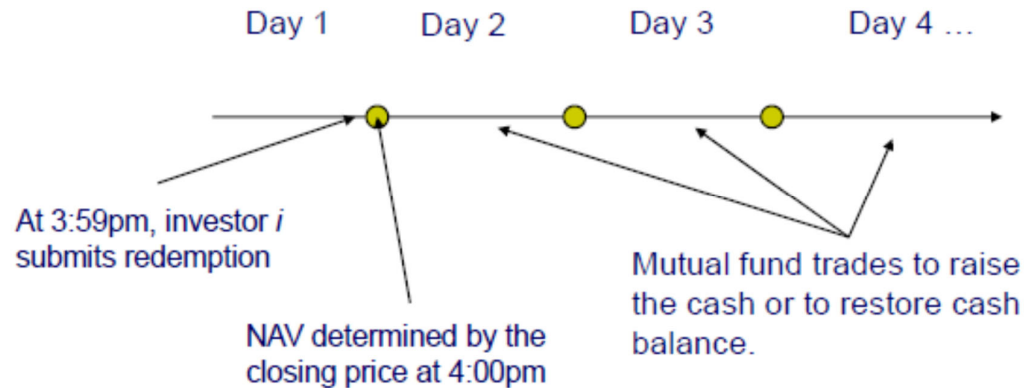 Day 1 Day 2 Day 3 Day 4 ...
At 3:59pm, investor i
submits redemption
NAV determined by the
closing price at 4:00pm
Mutual fund trades to raise
the cash or to restore cash
balance.